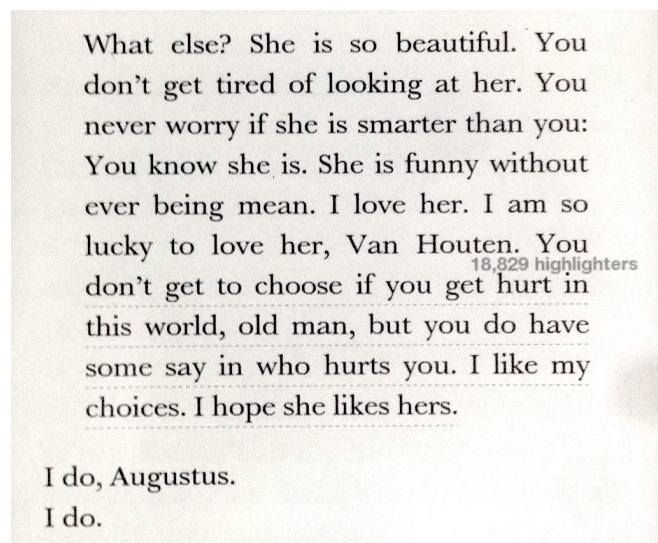 What else? She is so beautiful. You
don't get tired of looking at her. You
never worry if she is smarter than you:
You know she is. She is funny without
ever being mean. I love her. I am so
lucky to love her, Van Houten. You
18,829 highlighters
don't get to choose if you get hurt in
this world, old man, but you do have
some say in who hurts you. I like my
choices. I hope she likes hers.
I do, Augustus.
I do.